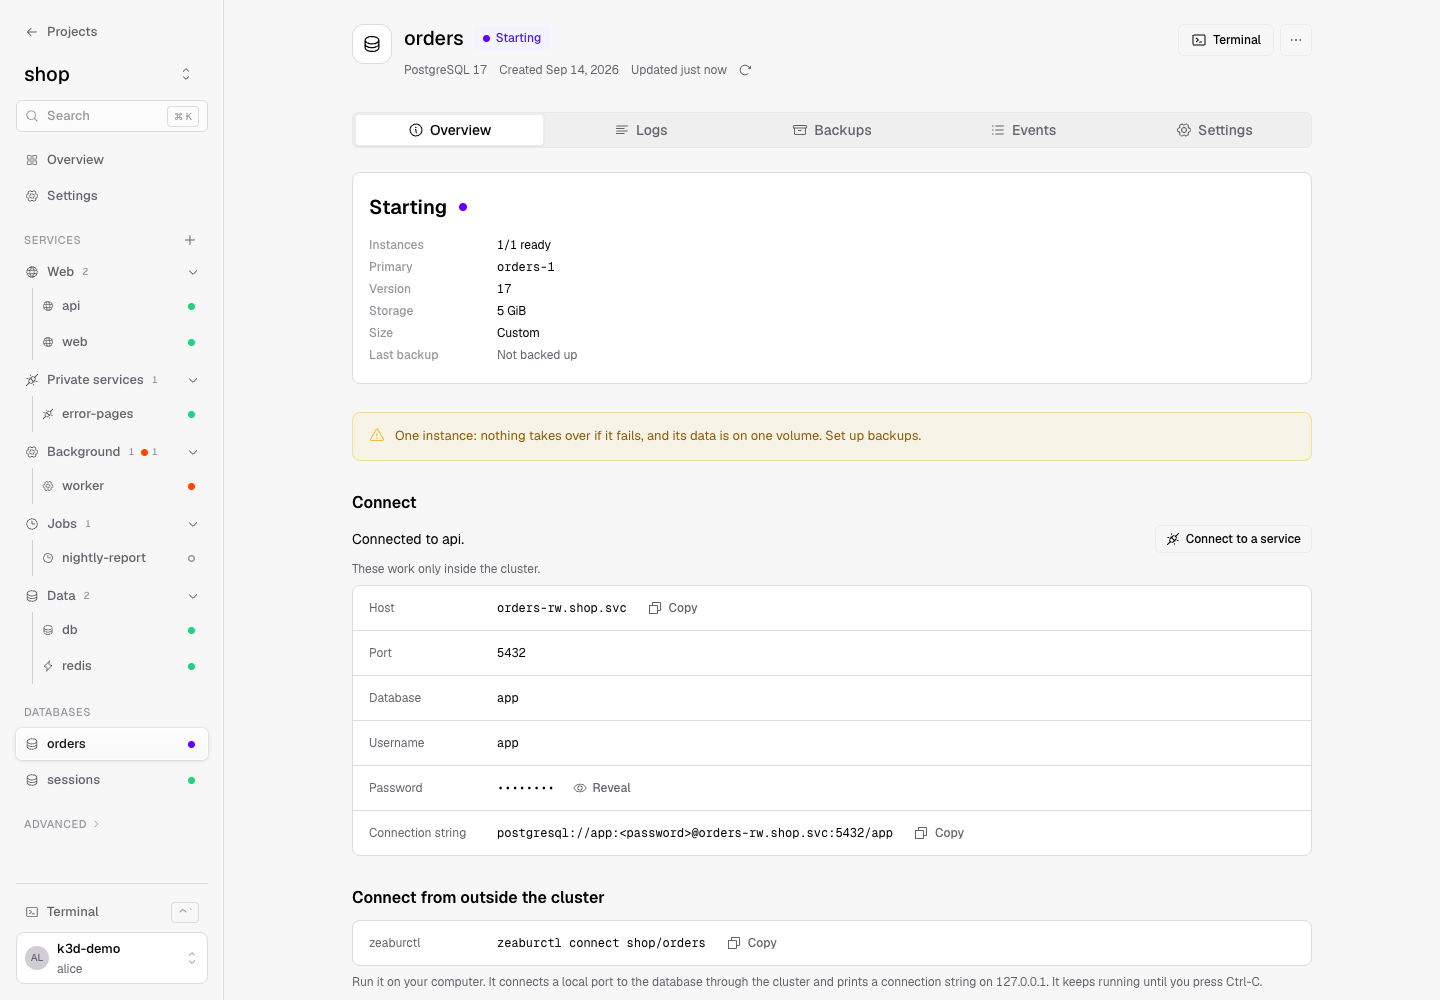 Projects
shop
Search ⌘ K
Overview
Settings
SERVICES
Web 2
api
web
Private services 1
error-pages
Background 1 1
worker
Jobs 1
nightly-report
Data 2
db
redis
DATABASES
orders
sessions
ADVANCED
Terminal ^ `
AL k3d-demo
alice
orders Starting
PostgreSQL 17 Created Sep 14, 2026 Updated just now
Terminal ...
Overview Logs Backups Events Settings
Starting
Instances 1/1 ready
Primary orders-1
Version 17
Storage 5 GiB
Size Custom
Last backup Not backed up
One instance: nothing takes over if it fails, and its data is on one volume. Set up backups.
Connect
Connected to api. Connect to a service
These work only inside the cluster.
Host orders-rw.shop.svc Copy
Port 5432
Database app
Username app
Password •••••••• Reveal
Connection string postgresql://app:<password>@orders-rw.shop.svc:5432/app Copy
Connect from outside the cluster
zeaburctl zeaburctl connect shop/orders Copy
Run it on your computer. It connects a local port to the database through the cluster and prints a connection string on 127.0.0.1. It keeps running until you press Ctrl-C.